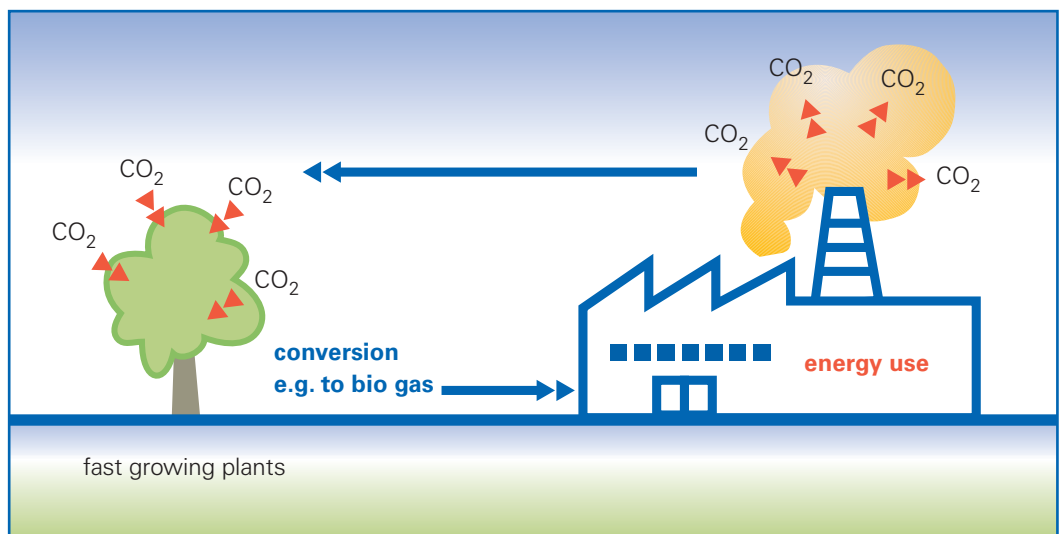 CO₂
CO₂
CO₂
CO₂
CO₂
CO₂
CO₂
CO₂
conversion
e.g. to bio gas
energy use
fast growing plants